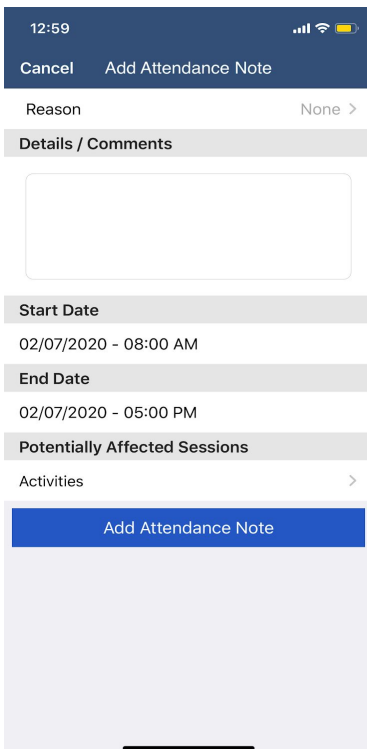 12:59
Cancel Add Attendance Note
Reason None
Details / Comments
Start Date
02/07/2020 - 08:00 AM
End Date
02/07/2020 - 05:00 PM
Potentially Affected Sessions
Activities
Add Attendance Note